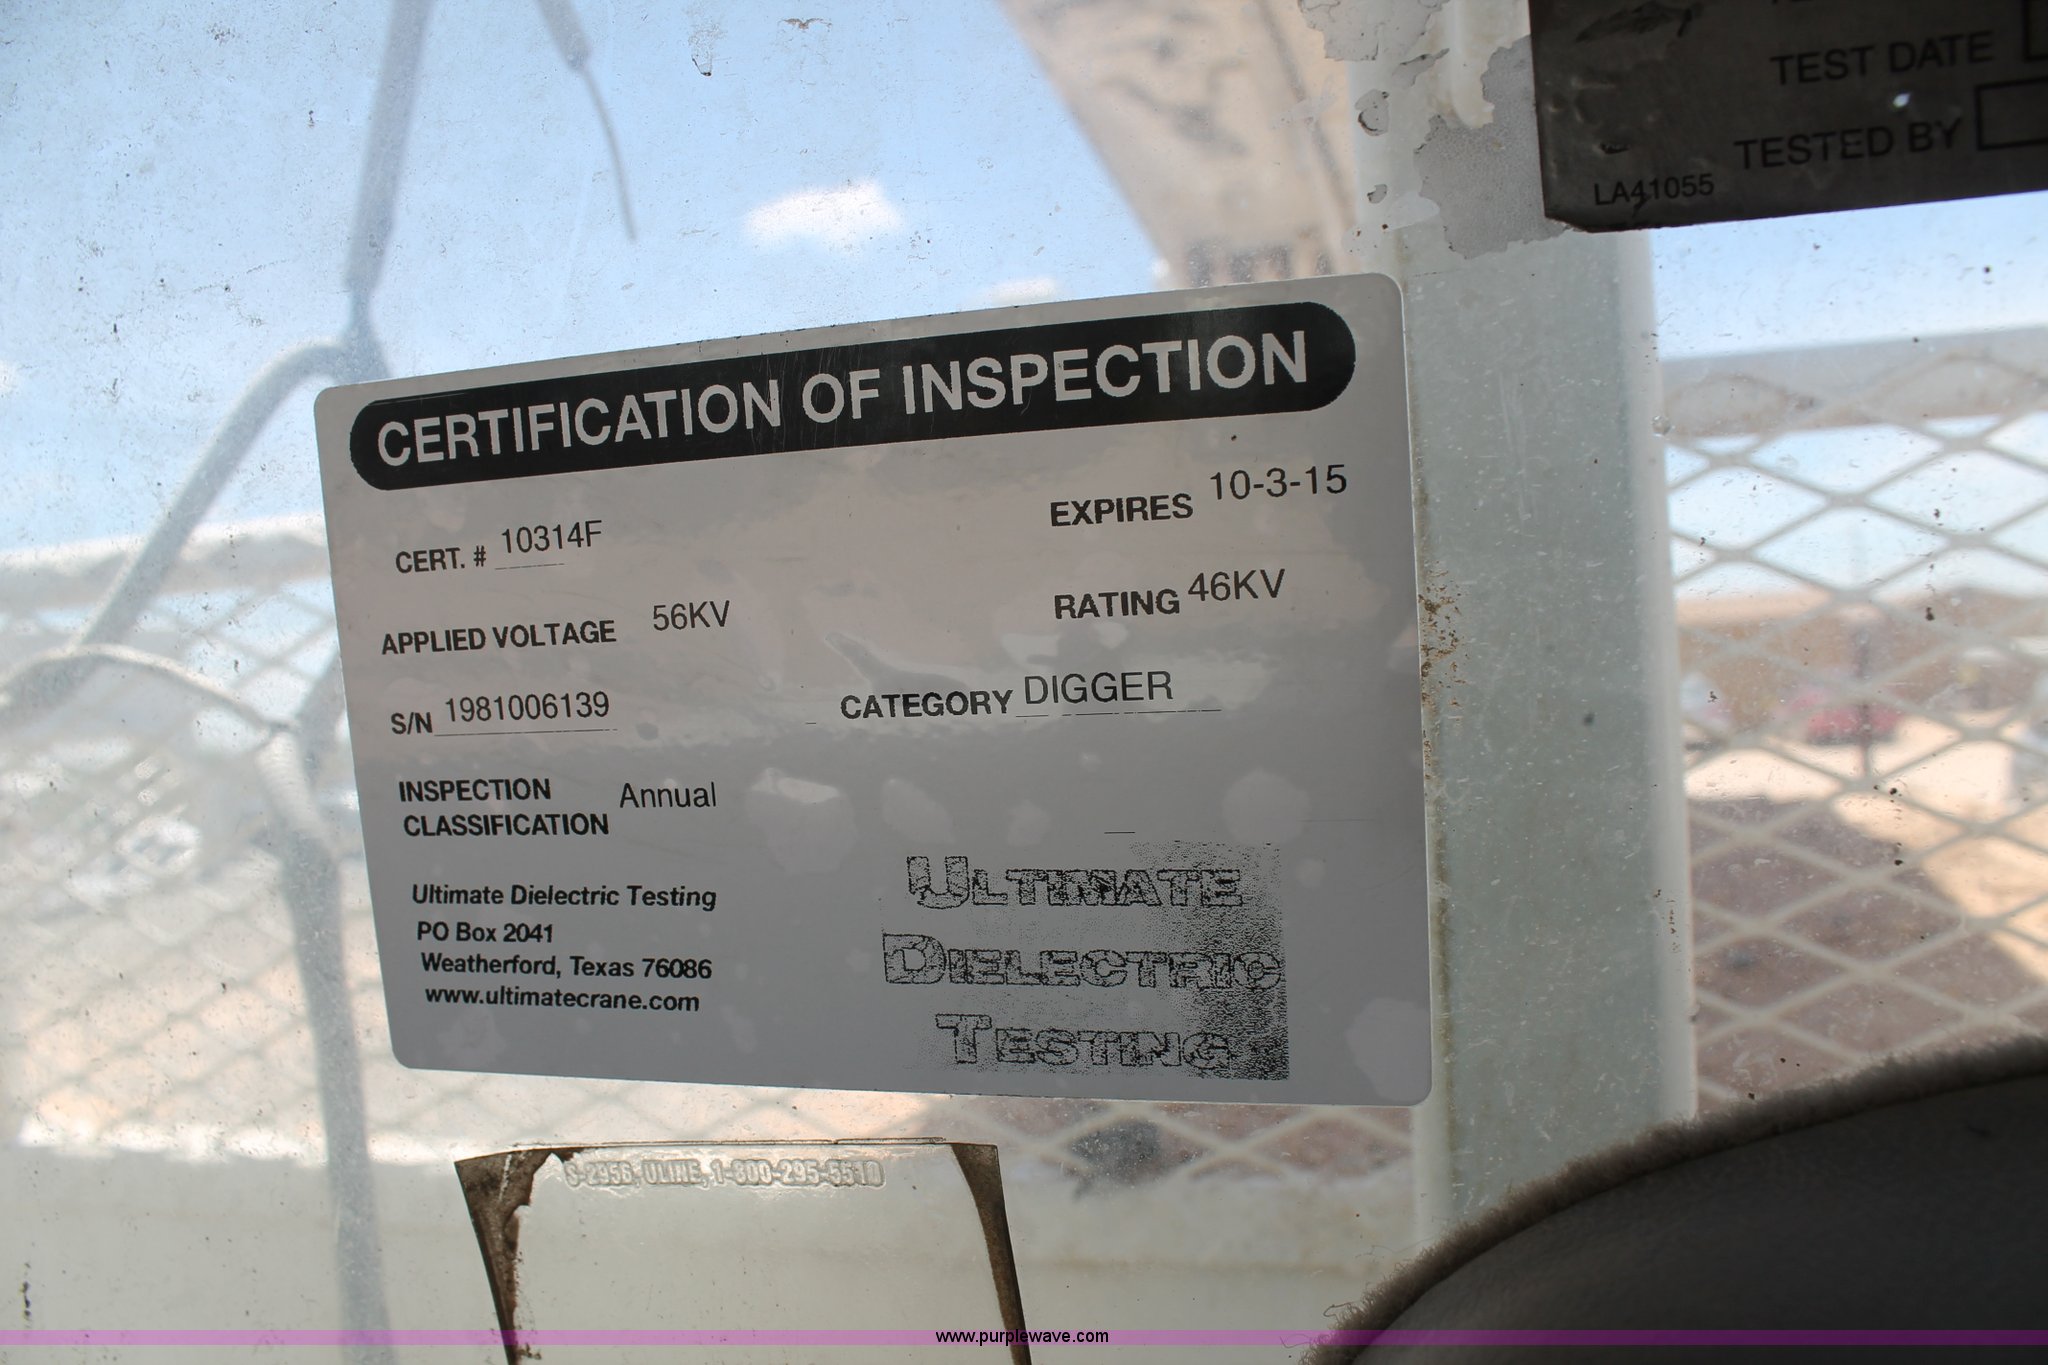 TEST DATE
TESTED BY
LA41055
CERTIFICATION OF INSPECTION
CERT. # 10314F
EXPIRES 10-3-15
APPLIED VOLTAGE 56KV
RATING 46KV
S/N 1981006139
CATEGORY DIGGER
INSPECTION CLASSIFICATION Annual
Ultimate Dielectric Testing
PO Box 2041
Weatherford, Texas 76086
www.ultimatecrane.com
ULTIMATE
DIELECTRIC
TESTING
S-2956, ULINE, 1-800-295-5510
www.purplewave.com